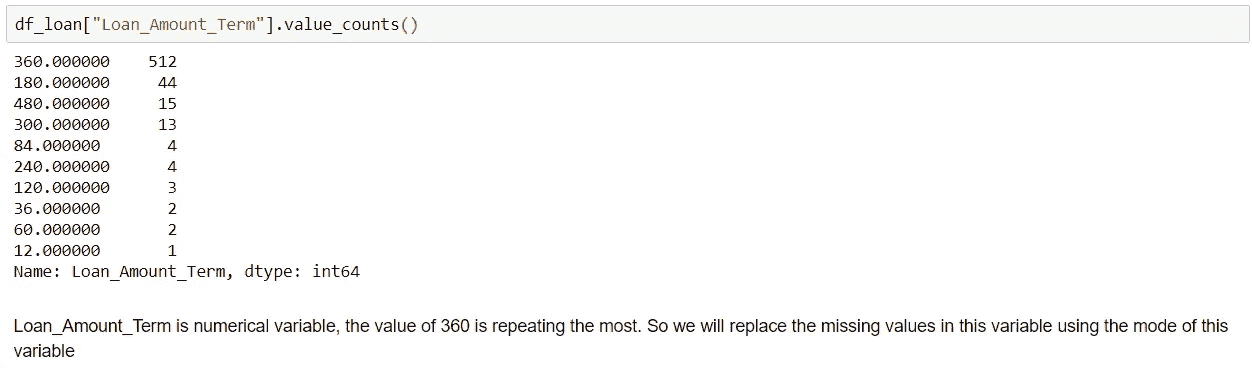 df_loan["Loan_Amount_Term"].value_counts()
360.000000    512
180.000000     44
480.000000     15
300.000000     13
84.000000       4
240.000000      4
120.000000      3
36.000000       2
60.000000       2
12.000000       1
Name: Loan_Amount_Term, dtype: int64
Loan_Amount_Term is numerical variable, the value of 360 is repeating the most. So we will replace the missing values in this variable using the mode of this
variable